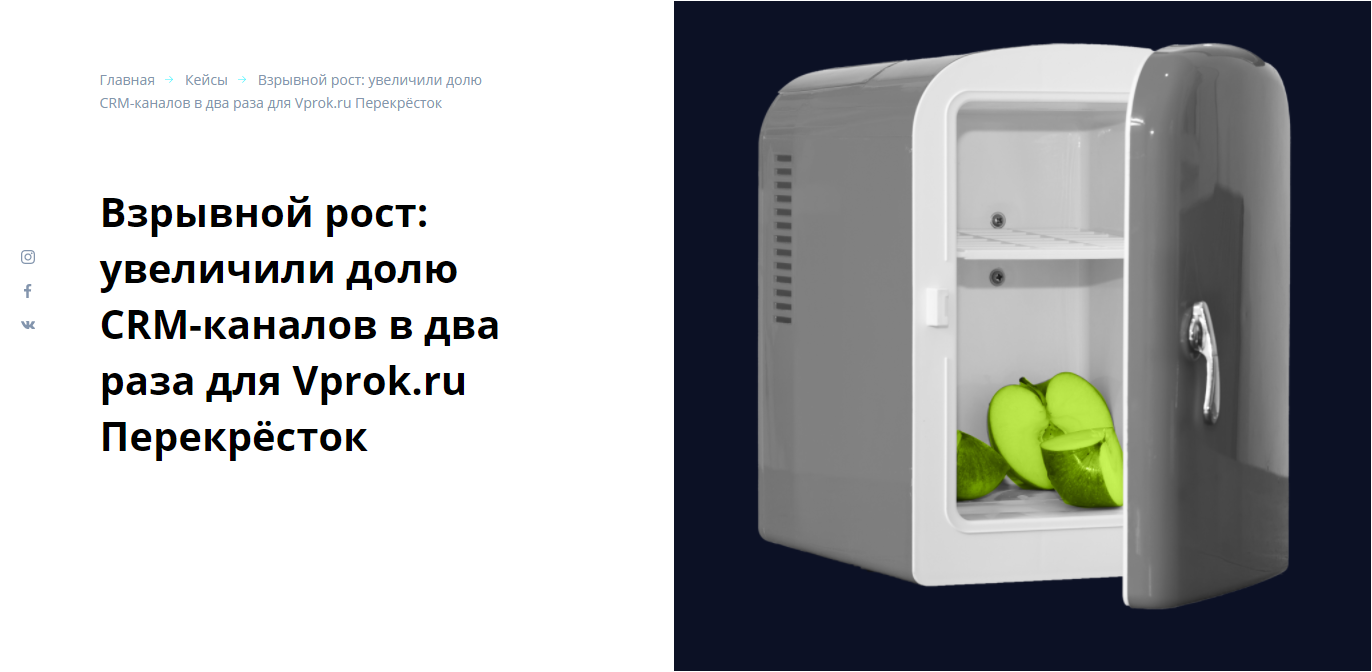 Главная → Кейсы → Взрывной рост: увеличили долю
CRM-каналов в два раза для Vprok.ru Перекрёсток
Взрывной рост:
увеличили долю
CRM-каналов в два
раза для Vprok.ru
Перекрёсток